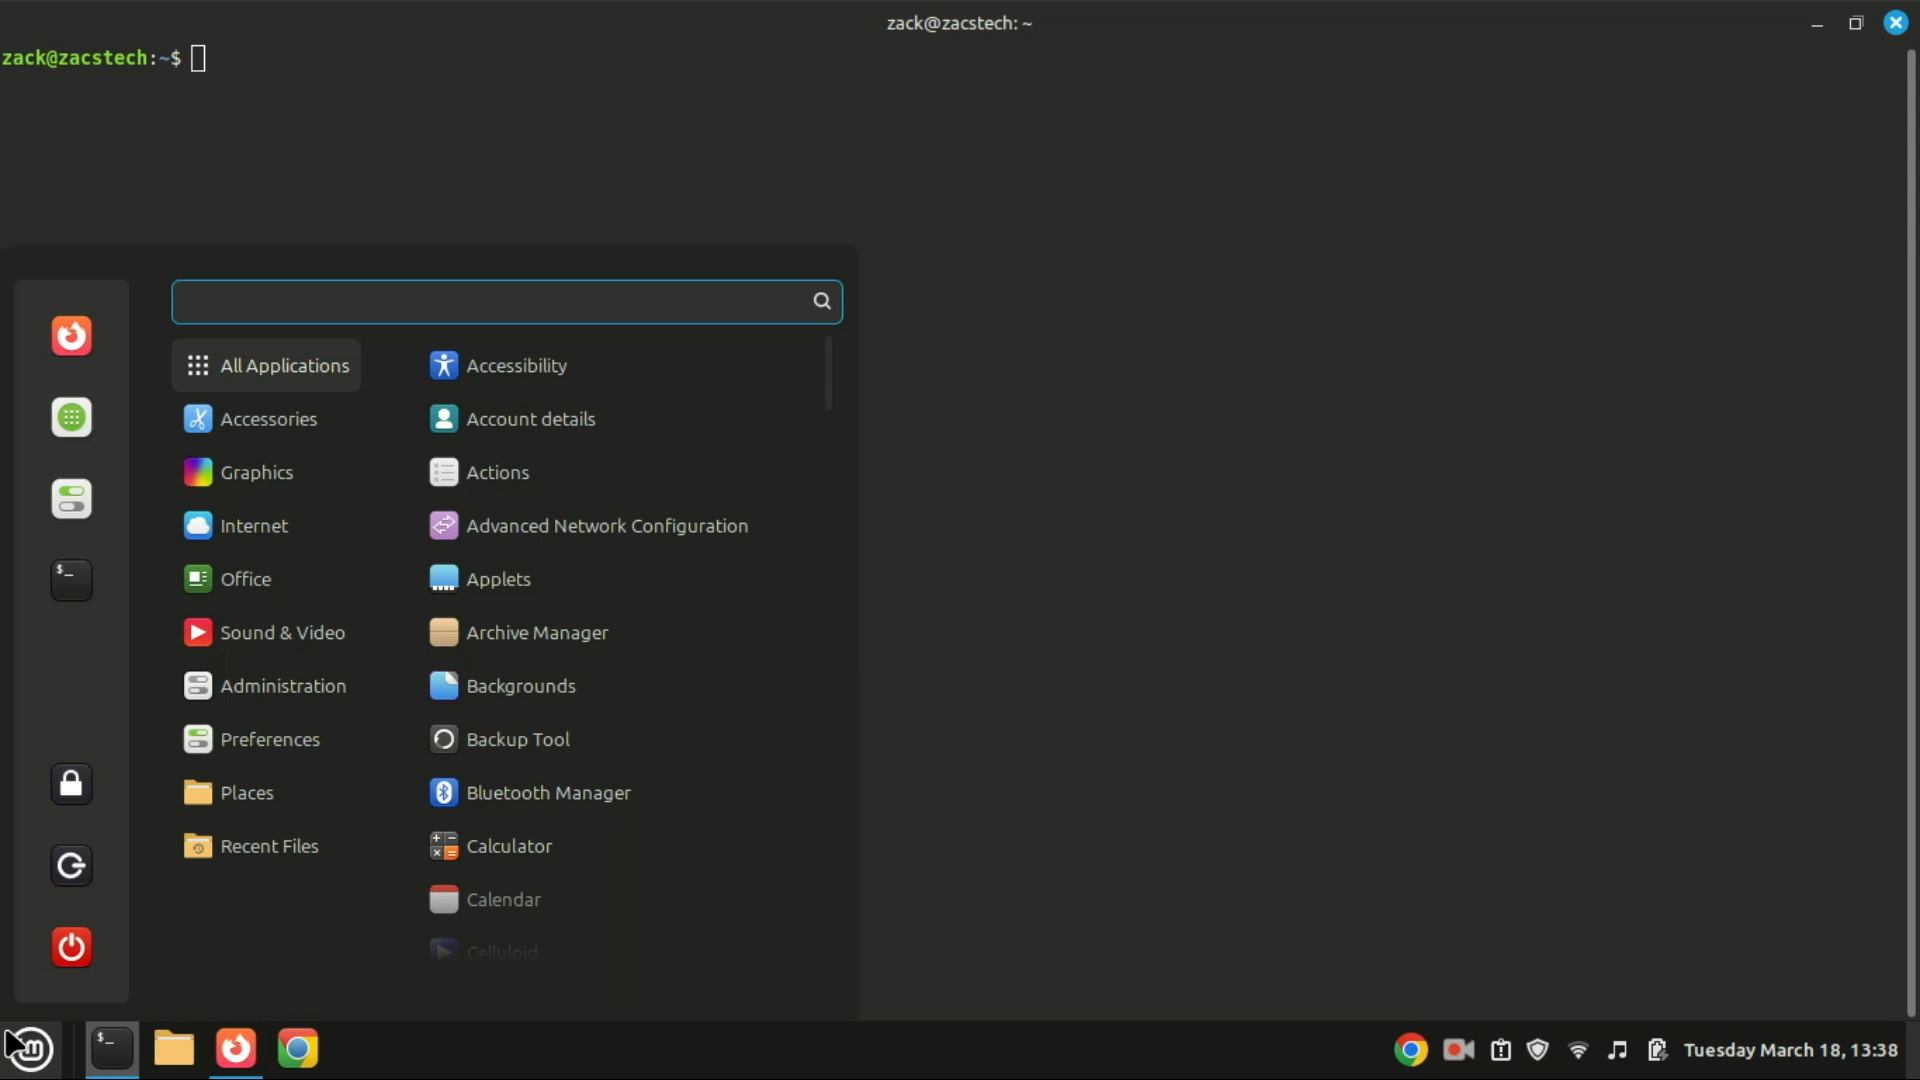 zack@zacstech: ~
zack@zacstech:~$
All Applications
Accessories
Graphics
Internet
Office
Sound & Video
Administration
Preferences
Places
Recent Files
Accessibility
Account details
Actions
Advanced Network Configuration
Applets
Archive Manager
Backgrounds
Backup Tool
Bluetooth Manager
Calculator
Calendar
Celluloid
Tuesday March 18, 13:38